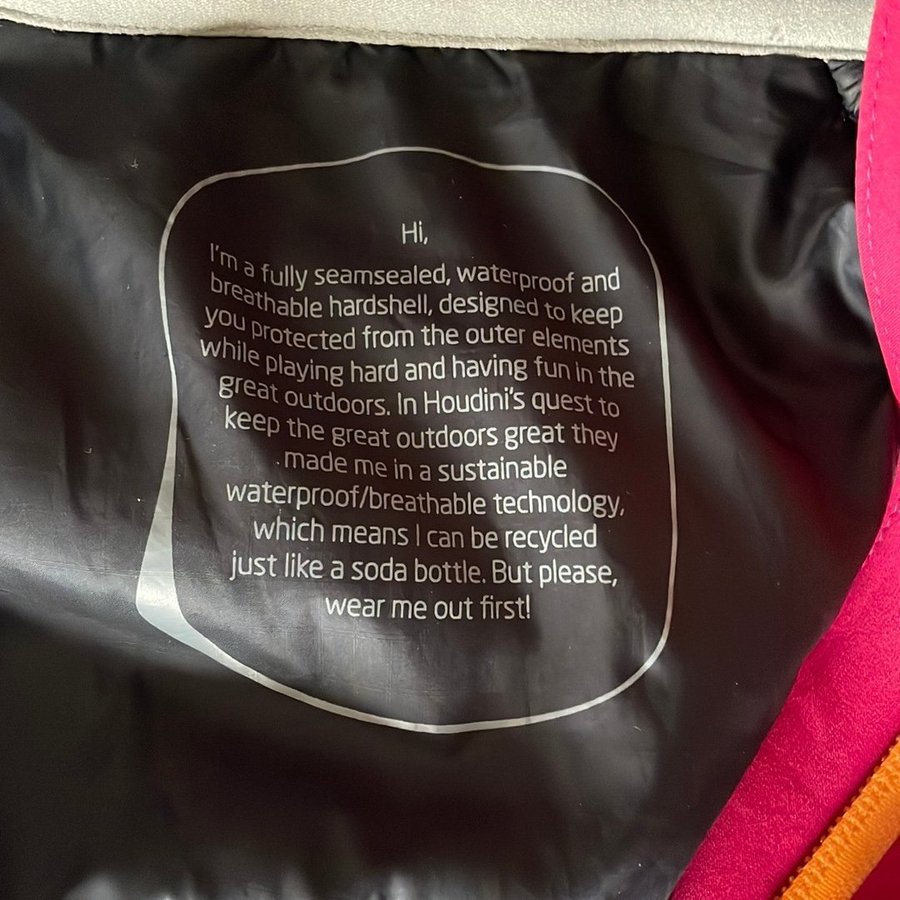 Hi,
I'm a fully seamsealed, waterproof and
breathable hardshell, designed to keep
you protected from the outer elements
while playing hard and having fun in the
great outdoors. In Houdini's quest to
keep the great outdoors great they
made me in a sustainable
waterproof/breathable technology,
which means I can be recycled
just like a soda bottle. But please,
wear me out first!